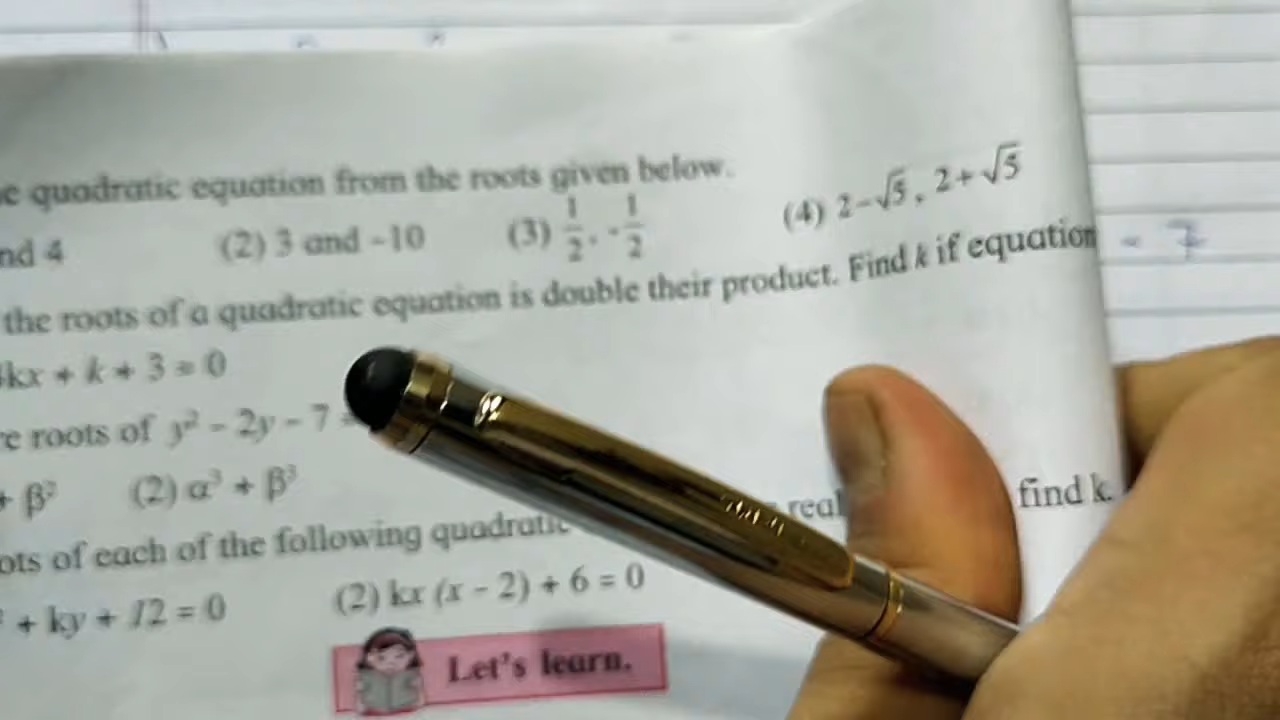 e quadratic equation from the roots given below.
nd 4 (2) 3 and -10 (3) 1/2, -1/2 (4) 2-√5, 2+√5
the roots of a quadratic equation is double their product. Find k if equation
4kx + k + 3 = 0
re roots of y² - 2y - 7 =
+ β² (2) α³ + β³
ots of each of the following quadratic real find k.
² + ky + 12 = 0 (2) kx (x - 2) + 6 = 0
Let's learn.
- 7